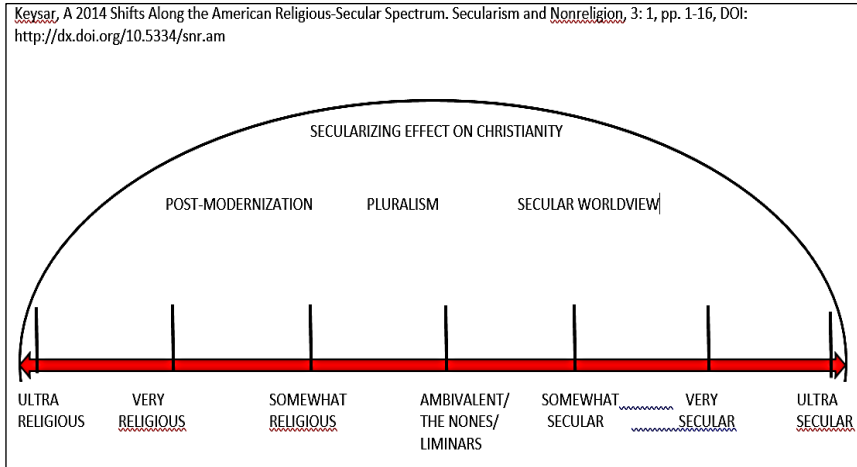 Keysar, A 2014 Shifts Along the American Religious-Secular Spectrum. Secularism and Nonreligion, 3: 1, pp. 1-16, DOI:
http://dx.doi.org/10.5334/snr.am
SECULARIZING EFFECT ON CHRISTIANITY
POST-MODERNIZATION PLURALISM SECULAR WORLDVIEW
ULTRA VERY SOMEWHAT AMBIVALENT/ SOMEWHAT VERY ULTRA
RELIGIOUS RELIGIOUS RELIGIOUS THE NONES/ SECULAR SECULAR SECULAR
LIMINARS